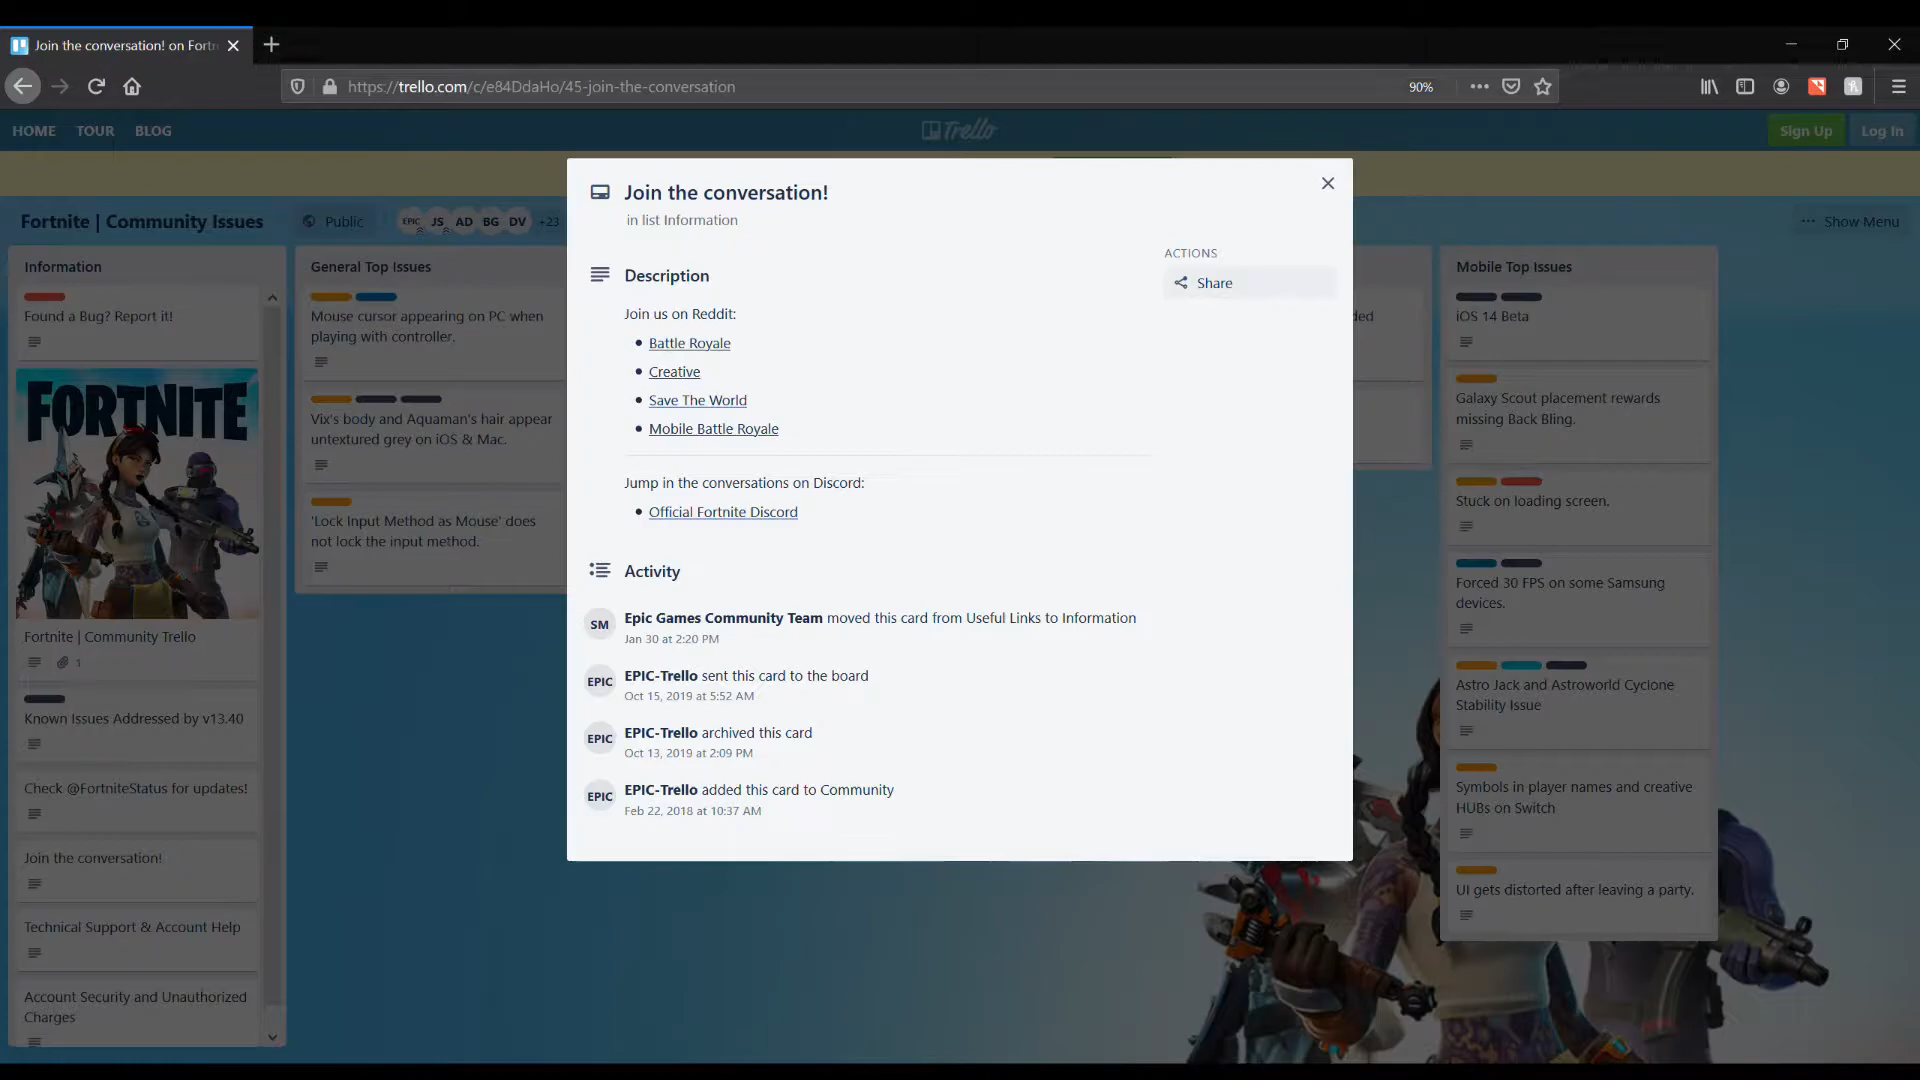 Join the conversation! on Fortn
https://trello.com/c/e84DdaHo/45-join-the-conversation
90%
HOME
TOUR
BLOG
Trello
Sign Up
Log In
Fortnite | Community Issues
Public
EPIC
JS
AD
BG
DV
+23
Show Menu
Information
Found a Bug? Report it!
FORTNITE
Fortnite | Community Trello
1
Known Issues Addressed by v13.40
Check @FortniteStatus for updates!
Join the conversation!
Technical Support & Account Help
Account Security and Unauthorized
Charges
General Top Issues
Mouse cursor appearing on PC when
playing with controller.
Vix's body and Aquaman's hair appear
untextured grey on iOS & Mac.
'Lock Input Method as Mouse' does
not lock the input method.
Join the conversation!
in list Information
Description
Join us on Reddit:
Battle Royale
Creative
Save The World
Mobile Battle Royale
Jump in the conversations on Discord:
Official Fortnite Discord
Activity
SM
Epic Games Community Team moved this card from Useful Links to Information
Jan 30 at 2:20 PM
EPIC
EPIC-Trello sent this card to the board
Oct 15, 2019 at 5:52 AM
EPIC
EPIC-Trello archived this card
Oct 13, 2019 at 2:09 PM
EPIC
EPIC-Trello added this card to Community
Feb 22, 2018 at 10:37 AM
ACTIONS
Share
ded
Mobile Top Issues
iOS 14 Beta
Galaxy Scout placement rewards
missing Back Bling.
Stuck on loading screen.
Forced 30 FPS on some Samsung
devices.
Astro Jack and Astroworld Cyclone
Stability Issue
Symbols in player names and creative
HUBs on Switch
UI gets distorted after leaving a party.